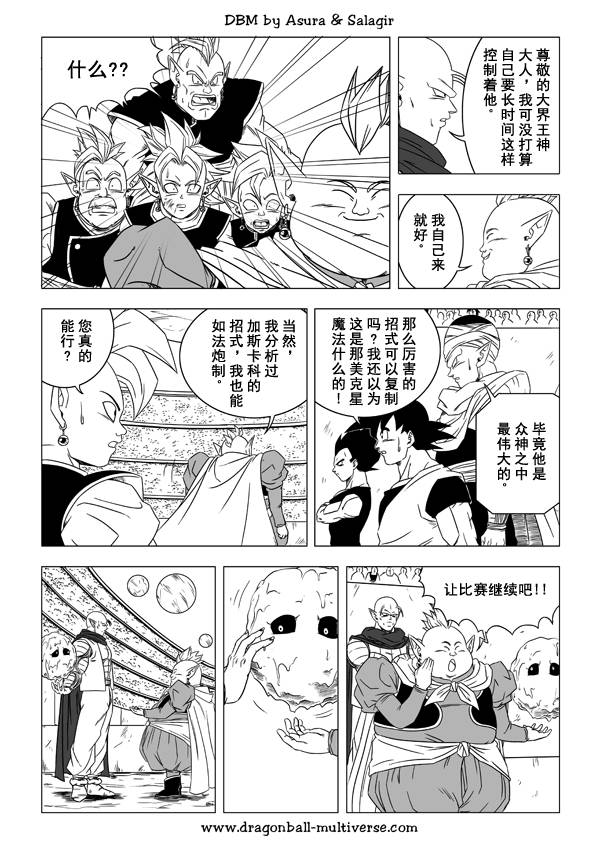 DBM by Asura & Salagir
尊敬的大界王神
大人，我可没打算
自己要长时间这样
控制着他。
什么??
我自己来
就好。
那么厉害的
招式可以复制
吗？我还以为
这是那美克星
魔法什么的！
毕竟他是
众神之中
最伟大的。
当然，
我分析过
加斯卡科的
招式，我也能
如法炮制。
您真的
能行？
让比赛继续吧!!
www.dragonball-multiverse.com